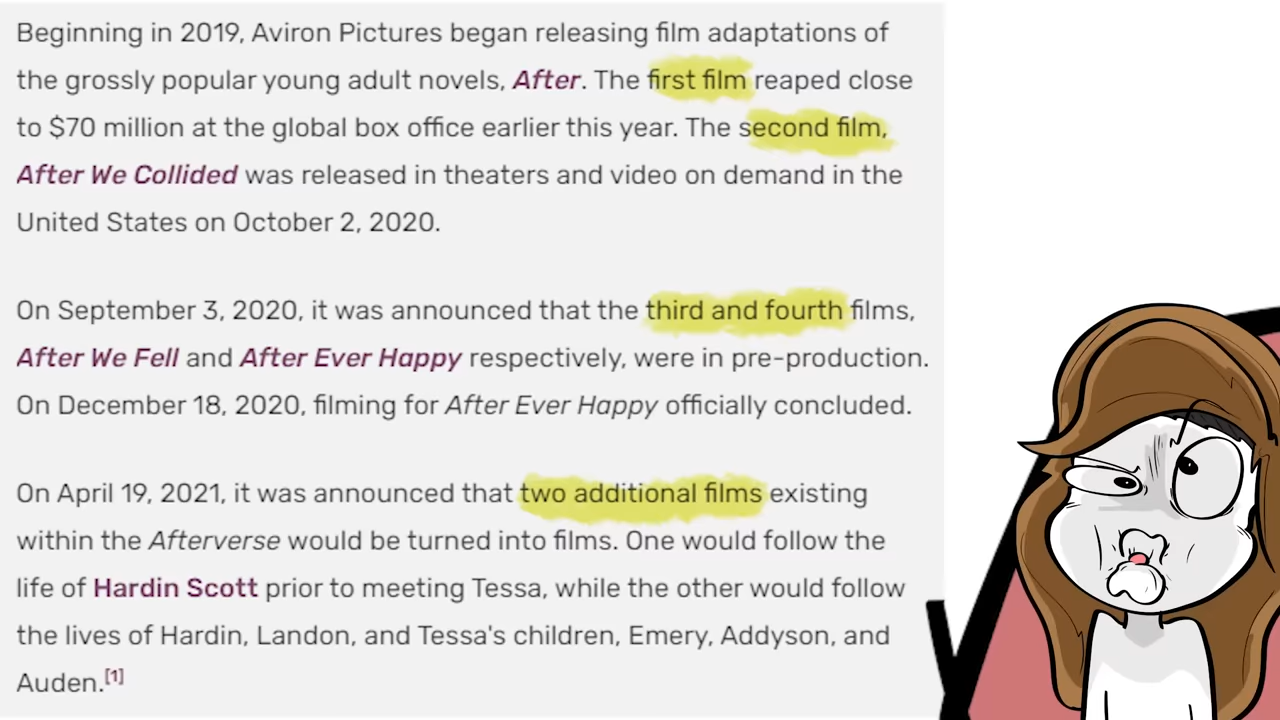 Beginning in 2019, Aviron Pictures began releasing film adaptations of
the grossly popular young adult novels, After. The first film reaped close
to $70 million at the global box office earlier this year. The second film,
After We Collided was released in theaters and video on demand in the
United States on October 2, 2020.
On September 3, 2020, it was announced that the third and fourth films,
After We Fell and After Ever Happy respectively, were in pre-production.
On December 18, 2020, filming for After Ever Happy officially concluded.
On April 19, 2021, it was announced that two additional films existing
within the Afterverse would be turned into films. One would follow the
life of Hardin Scott prior to meeting Tessa, while the other would follow
the lives of Hardin, Landon, and Tessa's children, Emery, Addyson, and
Auden.[1]